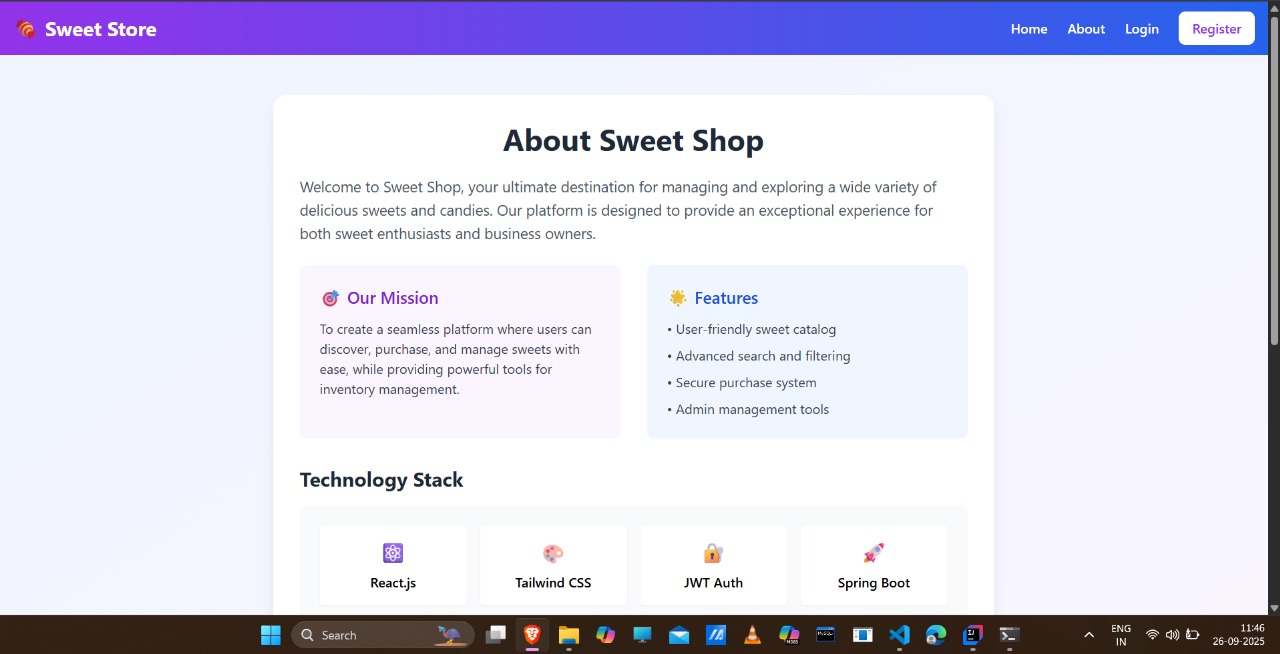 Sweet Store
Home
About
Login
Register
About Sweet Shop
Welcome to Sweet Shop, your ultimate destination for managing and exploring a wide variety of
delicious sweets and candies. Our platform is designed to provide an exceptional experience for
both sweet enthusiasts and business owners.
Our Mission
To create a seamless platform where users can
discover, purchase, and manage sweets with
ease, while providing powerful tools for
inventory management.
Features
• User-friendly sweet catalog
• Advanced search and filtering
• Secure purchase system
• Admin management tools
Technology Stack
React.js
Tailwind CSS
JWT Auth
Spring Boot
Search
ENG
IN
11:46
26-09-2025